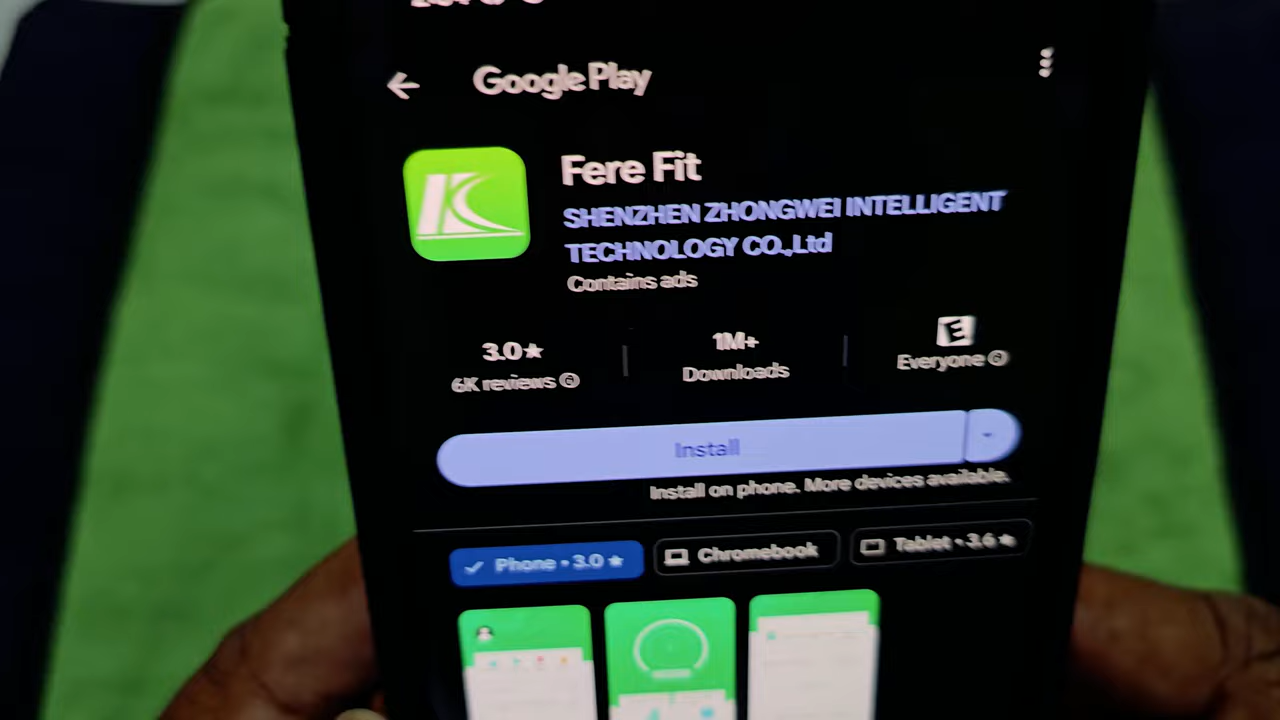 Google Play
K
Fere Fit
SHENZHEN ZHONGWEI INTELLIGENT
TECHNOLOGY CO.,Ltd
Contains ads
3.0★
6K reviews
1M+
Downloads
E
Everyone
Install
Install on phone. More devices available.
Phone • 3.0 ★
Chromebook
Tablet • 3.6 ★